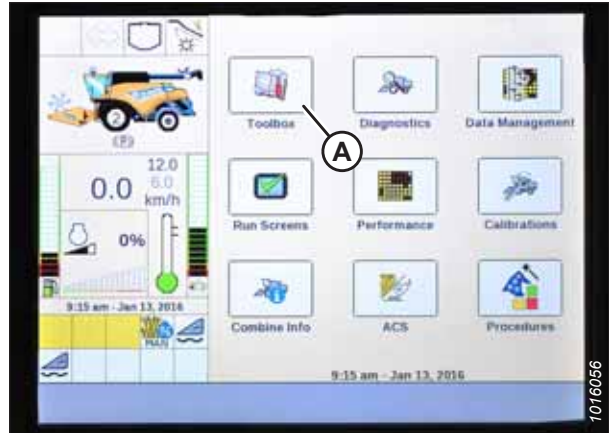 2
(P)
12.0
6.0
km/h
0.0
0%
9:15 am - Jan 13, 2016
MAN
Toolbox
Diagnostics
Data Management
A
Run Screens
Performance
Calibrations
Combine Info
ACS
Procedures
9:15 am - Jan 13, 2016
1016056